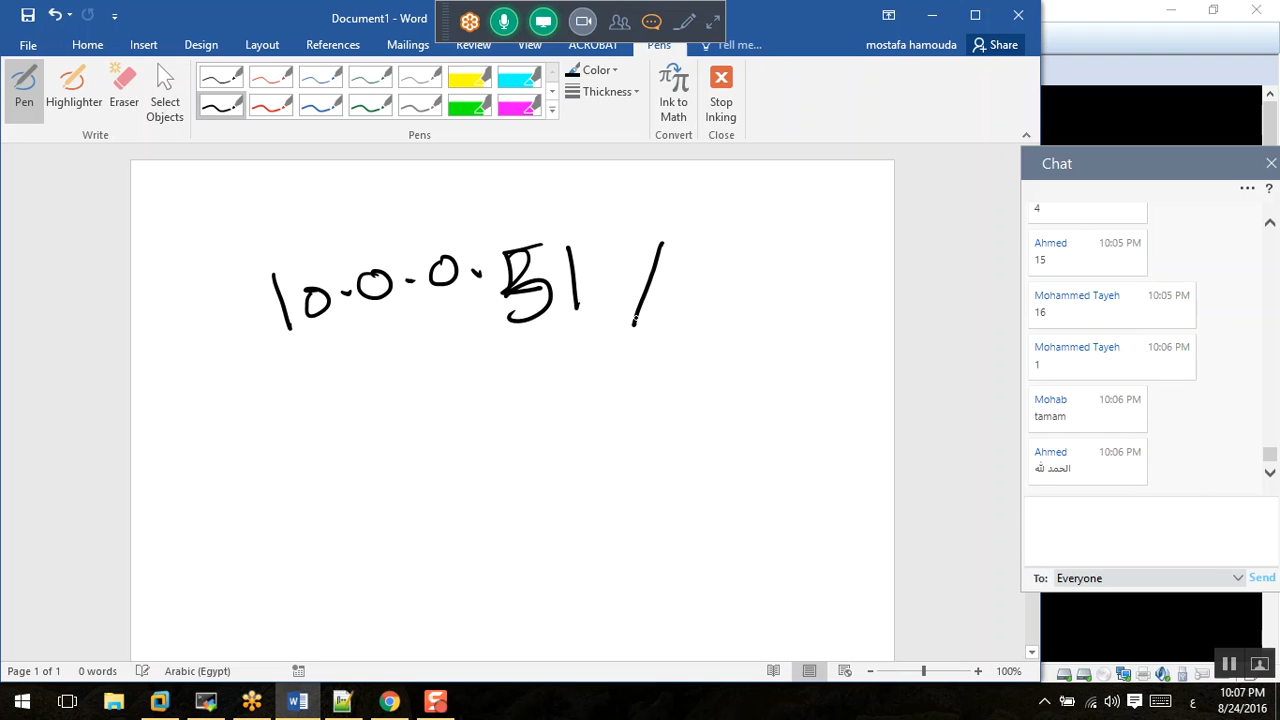 Document1 - Word
File Home Insert Design Layout References Mailings Review View ACROBAT Pens Tell me... mostafa hamouda Share
Pen Highlighter Eraser Select Objects Color Thickness Ink to Math Stop Inking
Write Pens Convert Close
10.0.0.51 /
Chat
4
Ahmed 10:05 PM
15
Mohammed Tayeh 10:05 PM
16
Mohammed Tayeh 10:06 PM
1
Mohab 10:06 PM
tamam
Ahmed 10:06 PM
الحمد لله
To: Everyone Send
Page 1 of 1 0 words Arabic (Egypt) 100%
ع 10:07 PM
8/24/2016